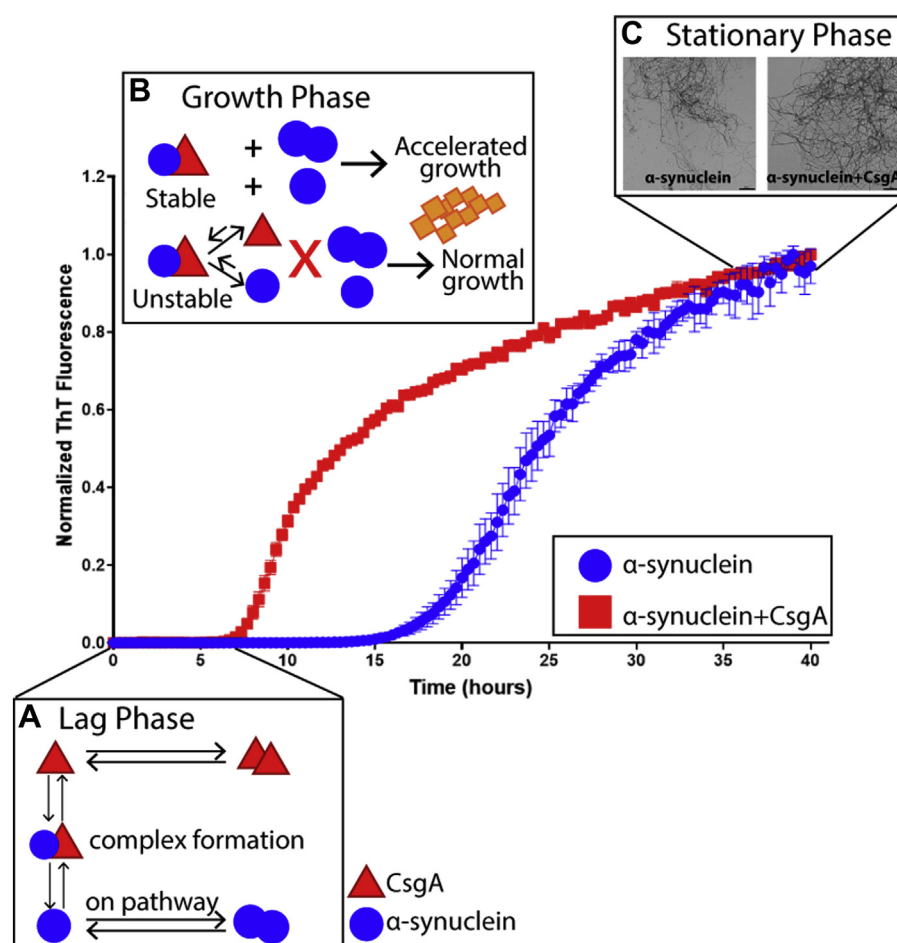 C Stationary Phase
α-synuclein
α-synuclein+CsgA
B Growth Phase
+
+
Stable
Accelerated
growth
X
Unstable
Normal
growth
Normalized ThT Fluorescence
1.2
1.0
0.8
0.6
0.4
0.2
0.0
0 5 10 15 20 25 30 35 40
Time (hours)
α-synuclein
α-synuclein+CsgA
A Lag Phase
complex formation
on pathway
CsgA
α-synuclein